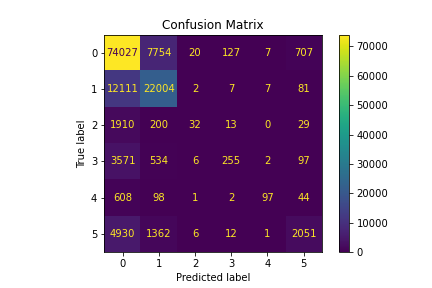 Confusion Matrix
0 74027 7754 20 127 7 707 70000
1 12111 22004 2 7 7 81 60000
2 1910 200 32 13 0 29 50000
40000
3 3571 534 6 255 2 97 30000
4 608 98 1 2 97 44 20000
5 4930 1362 6 12 1 2051 10000
0
0 1 2 3 4 5
True label
Predicted label